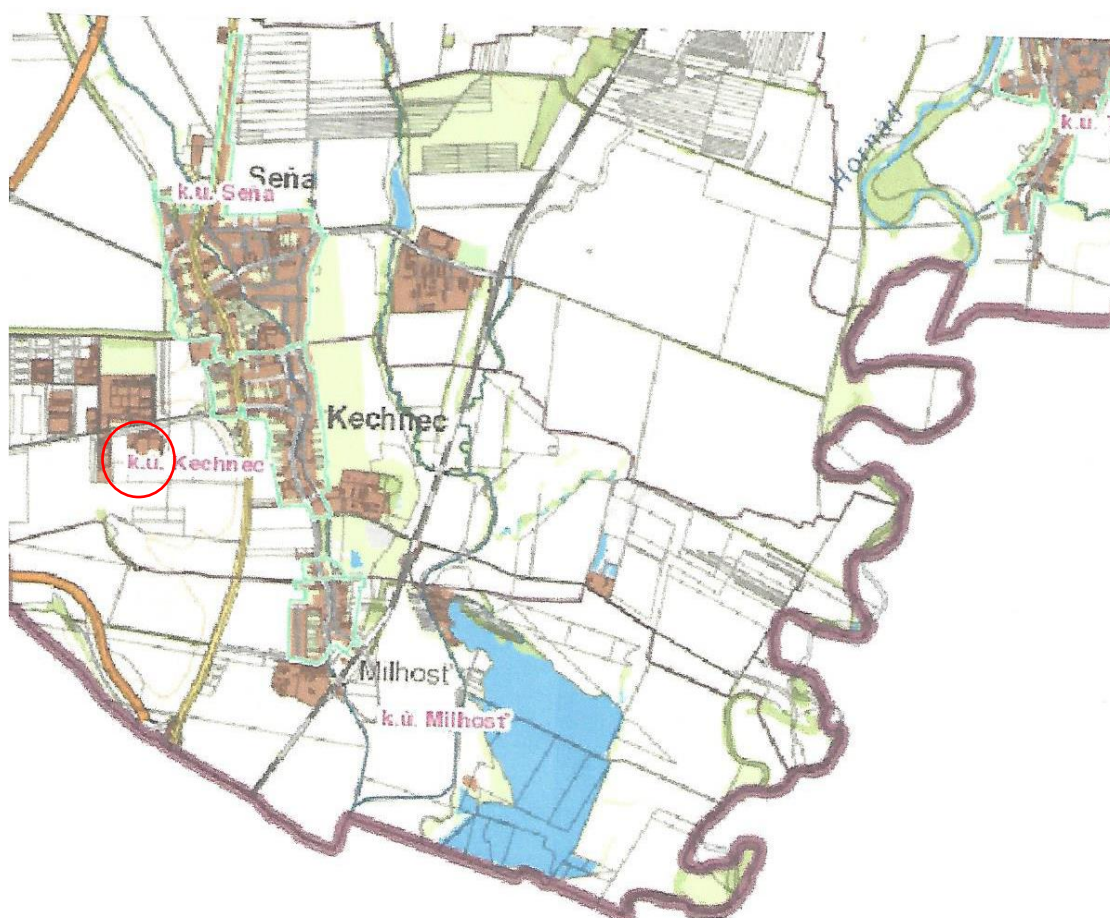 Hornád
k.ú.
Seňa
k.ú. Seňa
Kechnec
k.ú. Kechnec
Milhosť
k.ú. Milhosť